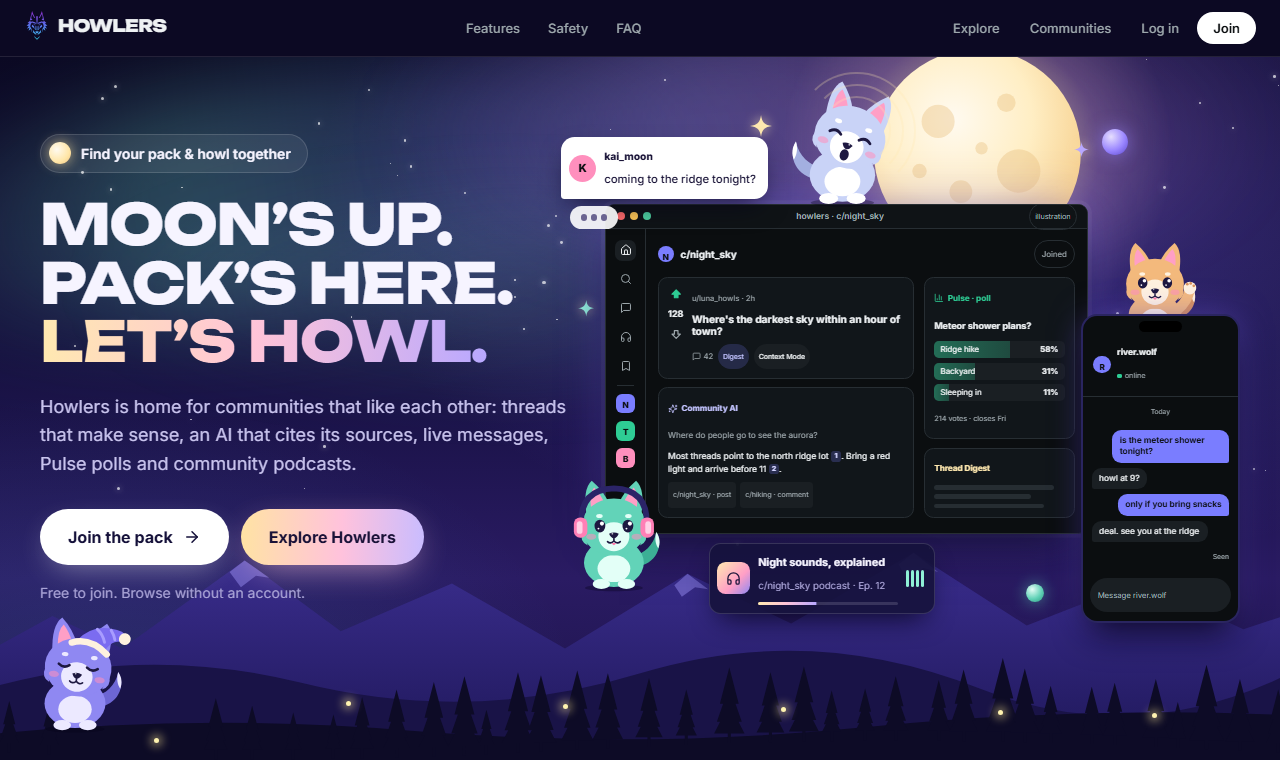 HOWLERS
Features
Safety
FAQ
Explore
Communities
Log in
Join
Find your pack & howl together
MOON’S UP.
PACK’S HERE.
LET’S HOWL.
Howlers is home for communities that like each other: threads
that make sense, an AI that cites its sources, live messages,
Pulse polls and community podcasts.
Join the pack
Explore Howlers
Free to join. Browse without an account.
K
kai_moon
coming to the ridge tonight?
howlers · c/night_sky
illustration
N
c/night_sky
Joined
N
T
B
128
u/luna_howls · 2h
Where's the darkest sky within an hour of
town?
42
Digest
Context Mode
Community AI
Where do people go to see the aurora?
Most threads point to the north ridge lot 1. Bring a red
light and arrive before 11 2.
c/night_sky · post
c/hiking · comment
Pulse · poll
Meteor shower plans?
Ridge hike 58%
Backyard 31%
Sleeping in 11%
214 votes · closes Fri
Thread Digest
Night sounds, explained
c/night_sky podcast · Ep. 12
R
river.wolf
online
Today
is the meteor shower
tonight?
howl at 9?
only if you bring snacks
deal. see you at the ridge
Seen
Message river.wolf